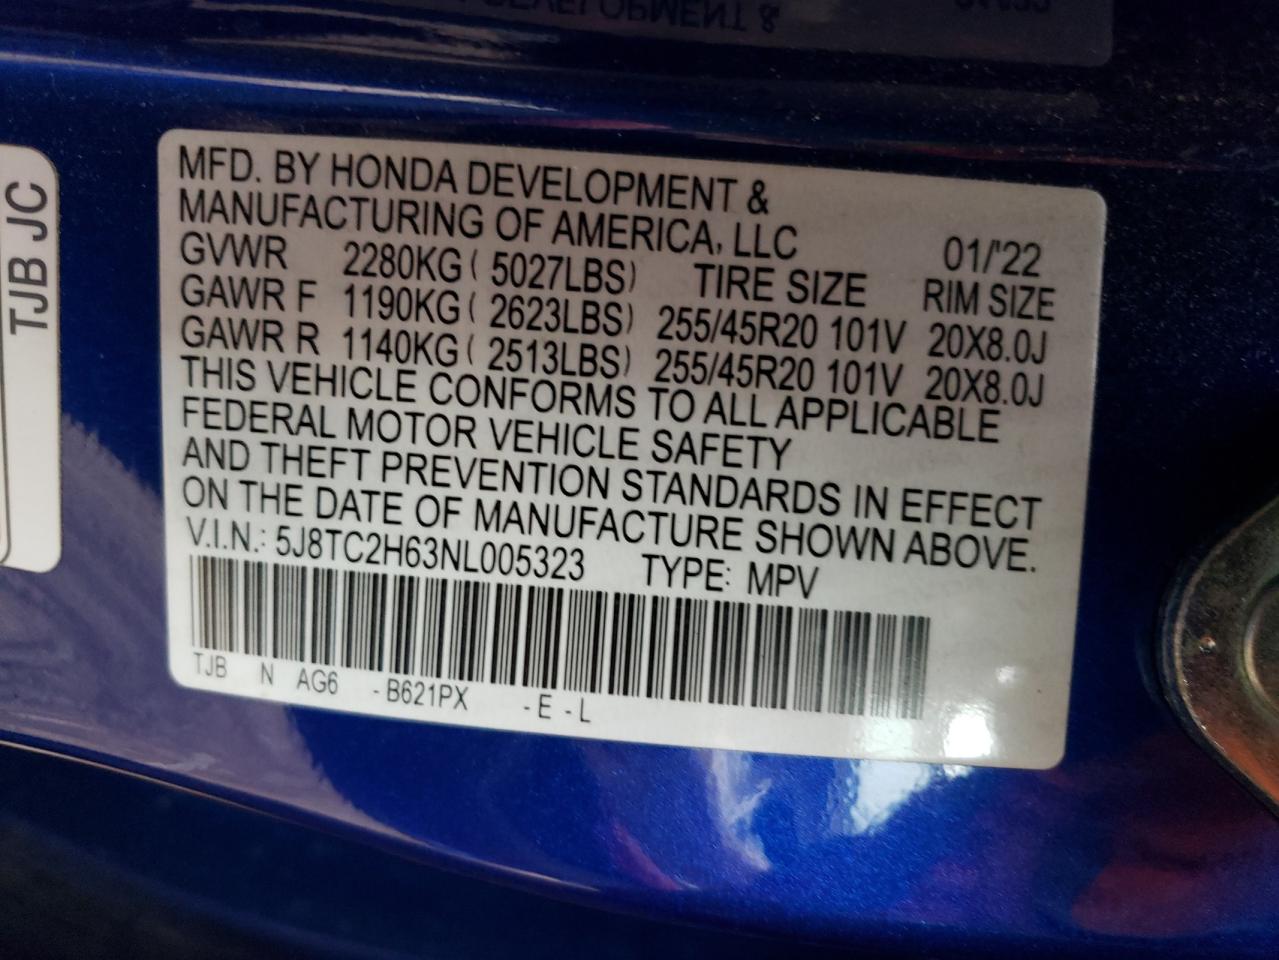 MFD. BY HONDA DEVELOPMENT &
MANUFACTURING OF AMERICA, LLC 01/'22
GVWR 2280KG ( 5027LBS) TIRE SIZE RIM SIZE
GAWR F 1190KG ( 2623LBS) 255/45R20 101V 20X8.0J
GAWR R 1140KG ( 2513LBS) 255/45R20 101V 20X8.0J
THIS VEHICLE CONFORMS TO ALL APPLICABLE
FEDERAL MOTOR VEHICLE SAFETY
AND THEFT PREVENTION STANDARDS IN EFFECT
ON THE DATE OF MANUFACTURE SHOWN ABOVE.
V.I.N.: 5J8TC2H63NL005323 TYPE: MPV
TJB N AG6 -B621PX -E -L
TJB JC